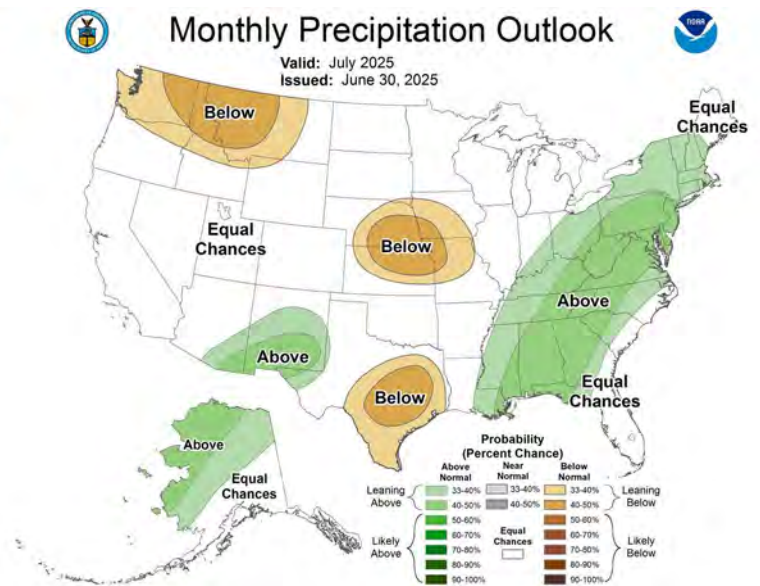 Monthly Precipitation Outlook
NOAA
Valid: July 2025
Issued: June 30, 2025
Below
Equal
Chances
Equal
Chances
Below
Above
Above
Below
Equal
Chances
Above
Equal
Chances
Probability
(Percent Chance)
Above
Normal
Near
Normal
Below
Normal
Leaning
Above
33-40%
40-50%
33-40%
40-50%
33-40%
40-50%
Leaning
Below
Likely
Above
50-60%
60-70%
70-80%
80-90%
90-100%
Equal
Chances
50-60%
60-70%
70-80%
80-90%
90-100%
Likely
Below